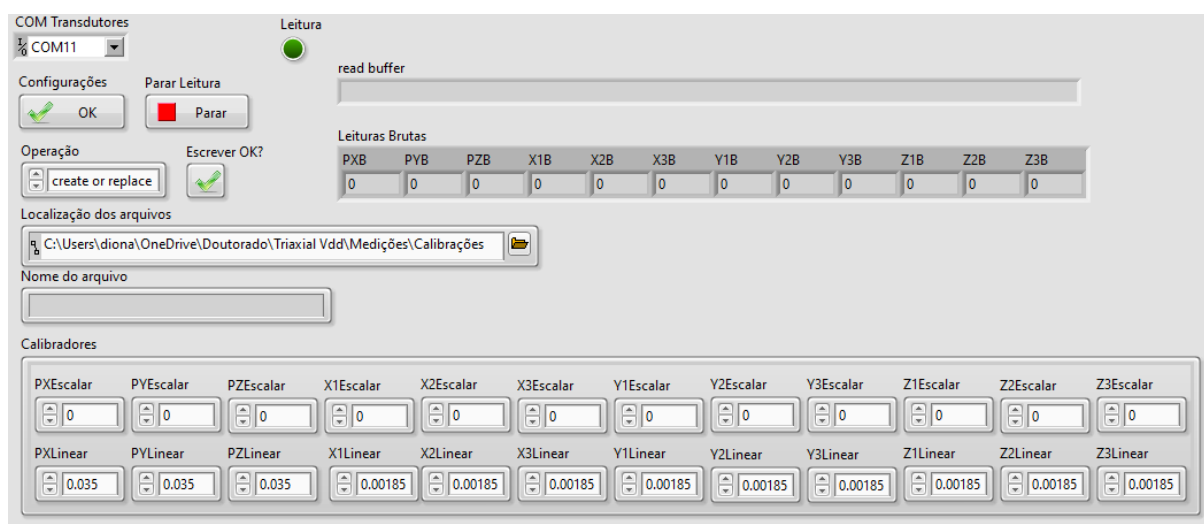 COM Transdutores
Leitura
COM11
read buffer
Configurações Parar Leitura
OK Parar
Leituras Brutas
Operação Escrever OK?
PXB PYB PZB X1B X2B X3B Y1B Y2B Y3B Z1B Z2B Z3B
create or replace
0 0 0 0 0 0 0 0 0 0 0 0
Localização dos arquivos
C:\Users\diona\OneDrive\Doutorado\Triaxial Vdd\Medições\Calibrações
Nome do arquivo
Calibradores
PXEscalar PYEscalar PZEscalar X1Escalar X2Escalar X3Escalar Y1Escalar Y2Escalar Y3Escalar Z1Escalar Z2Escalar Z3Escalar
0 0 0 0 0 0 0 0 0 0 0 0
PXLinear PYLinear PZLinear X1Linear X2Linear X3Linear Y1Linear Y2Linear Y3Linear Z1Linear Z2Linear Z3Linear
0.035 0.035 0.035 0.00185 0.00185 0.00185 0.00185 0.00185 0.00185 0.00185 0.00185 0.00185